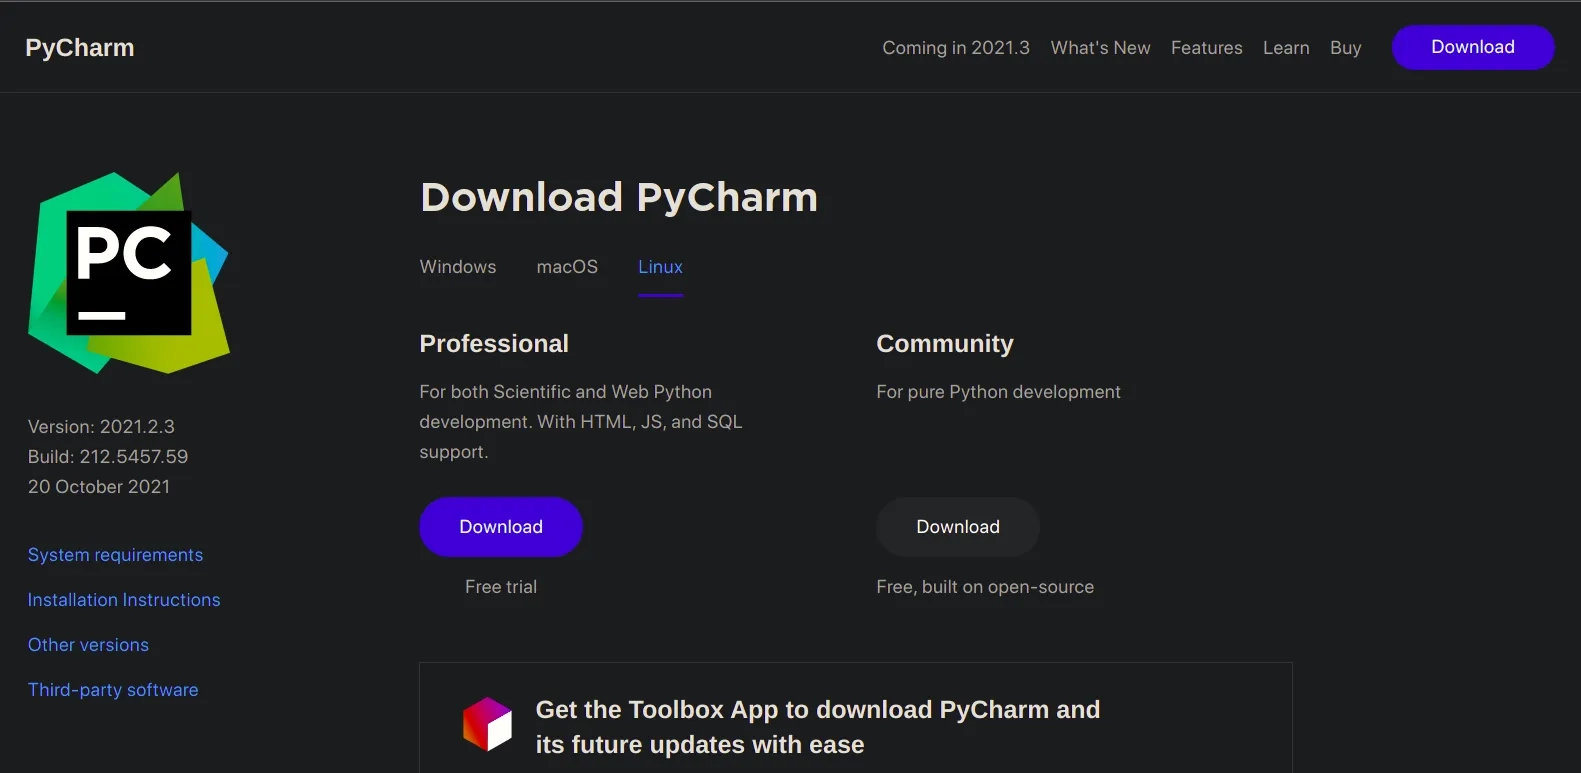 PyCharm
Coming in 2021.3 What's New Features Learn Buy Download
PC
Download PyCharm
Windows macOS Linux
Professional
For both Scientific and Web Python
development. With HTML, JS, and SQL
support.
Download
Free trial
Community
For pure Python development
Download
Free, built on open-source
Version: 2021.2.3
Build: 212.5457.59
20 October 2021
System requirements
Installation Instructions
Other versions
Third-party software
Get the Toolbox App to download PyCharm and
its future updates with ease